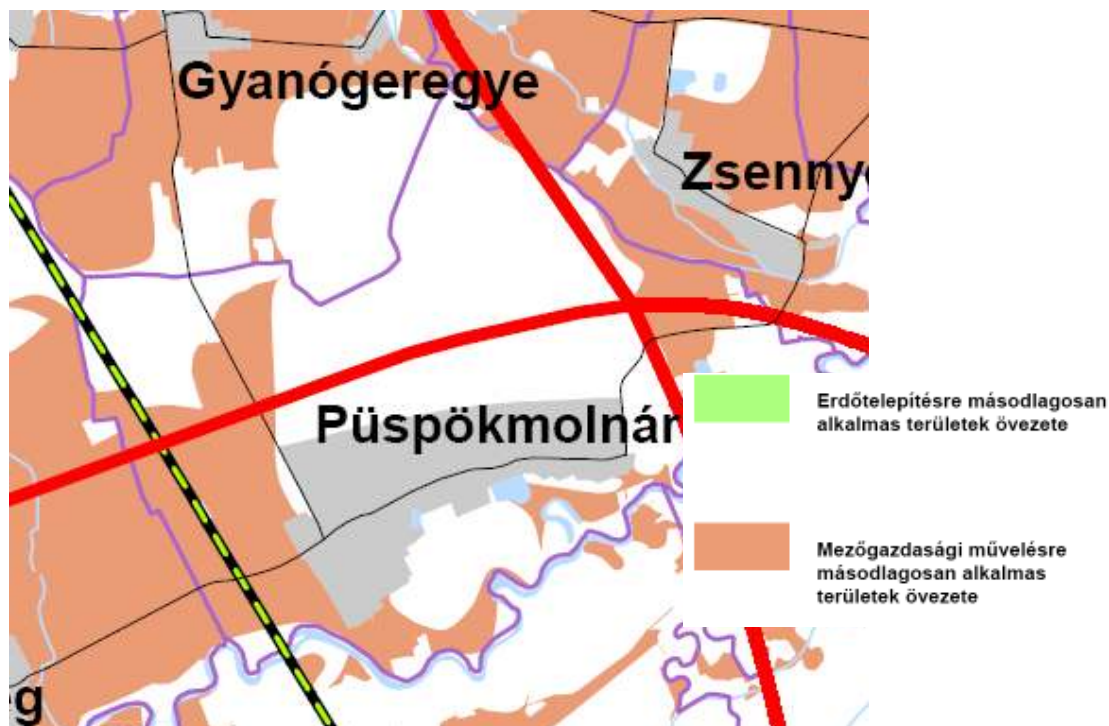 Gyanógeregye
Zsenny
Püspökmolnár
Erdőtelepítésre másodlagosan
alkalmas területek övezete
Mezőgazdasági művelésre
másodlagosan alkalmas
területek övezete
g